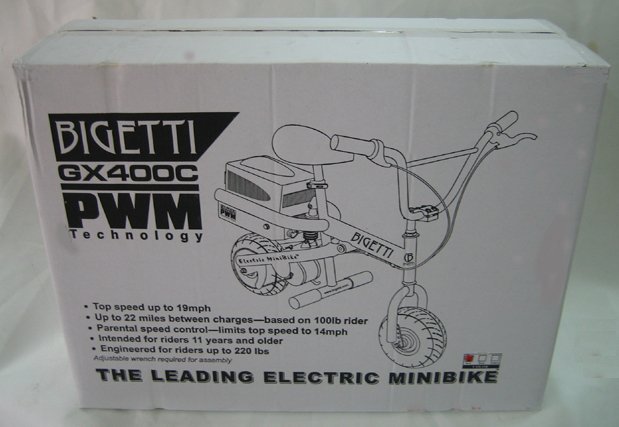 BIGETTI
GX400C
PWM
Technology
PWM
BIGETTI
Electric MiniBike
• Top speed up to 19mph
• Up to 22 miles between charges—based on 100lb rider
• Parental speed control—limits top speed to 14mph
• Intended for riders 11 years and older
• Engineered for riders up to 220 lbs
Adjustable wrench required for assembly
THE LEADING ELECTRIC MINIBIKE